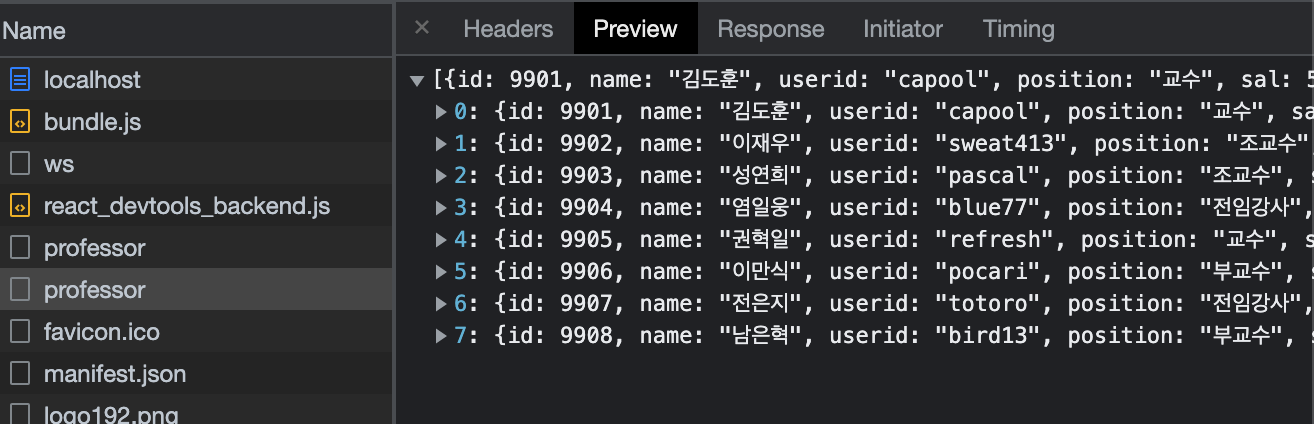 Name
localhost
bundle.js
ws
react_devtools_backend.js
professor
professor
favicon.ico
manifest.json
logo192.png
× Headers Preview Response Initiator Timing
▼ [{id: 9901, name: "김도훈", userid: "capool", position: "교수", sal: 5
▶ 0: {id: 9901, name: "김도훈", userid: "capool", position: "교수", sa
▶ 1: {id: 9902, name: "이재우", userid: "sweat413", position: "조교수"
▶ 2: {id: 9903, name: "성연희", userid: "pascal", position: "조교수", s
▶ 3: {id: 9904, name: "염일웅", userid: "blue77", position: "전임강사",
▶ 4: {id: 9905, name: "권혁일", userid: "refresh", position: "교수", s
▶ 5: {id: 9906, name: "이만식", userid: "pocari", position: "부교수", s
▶ 6: {id: 9907, name: "전은지", userid: "totoro", position: "전임강사",
▶ 7: {id: 9908, name: "남은혁", userid: "bird13", position: "부교수", s